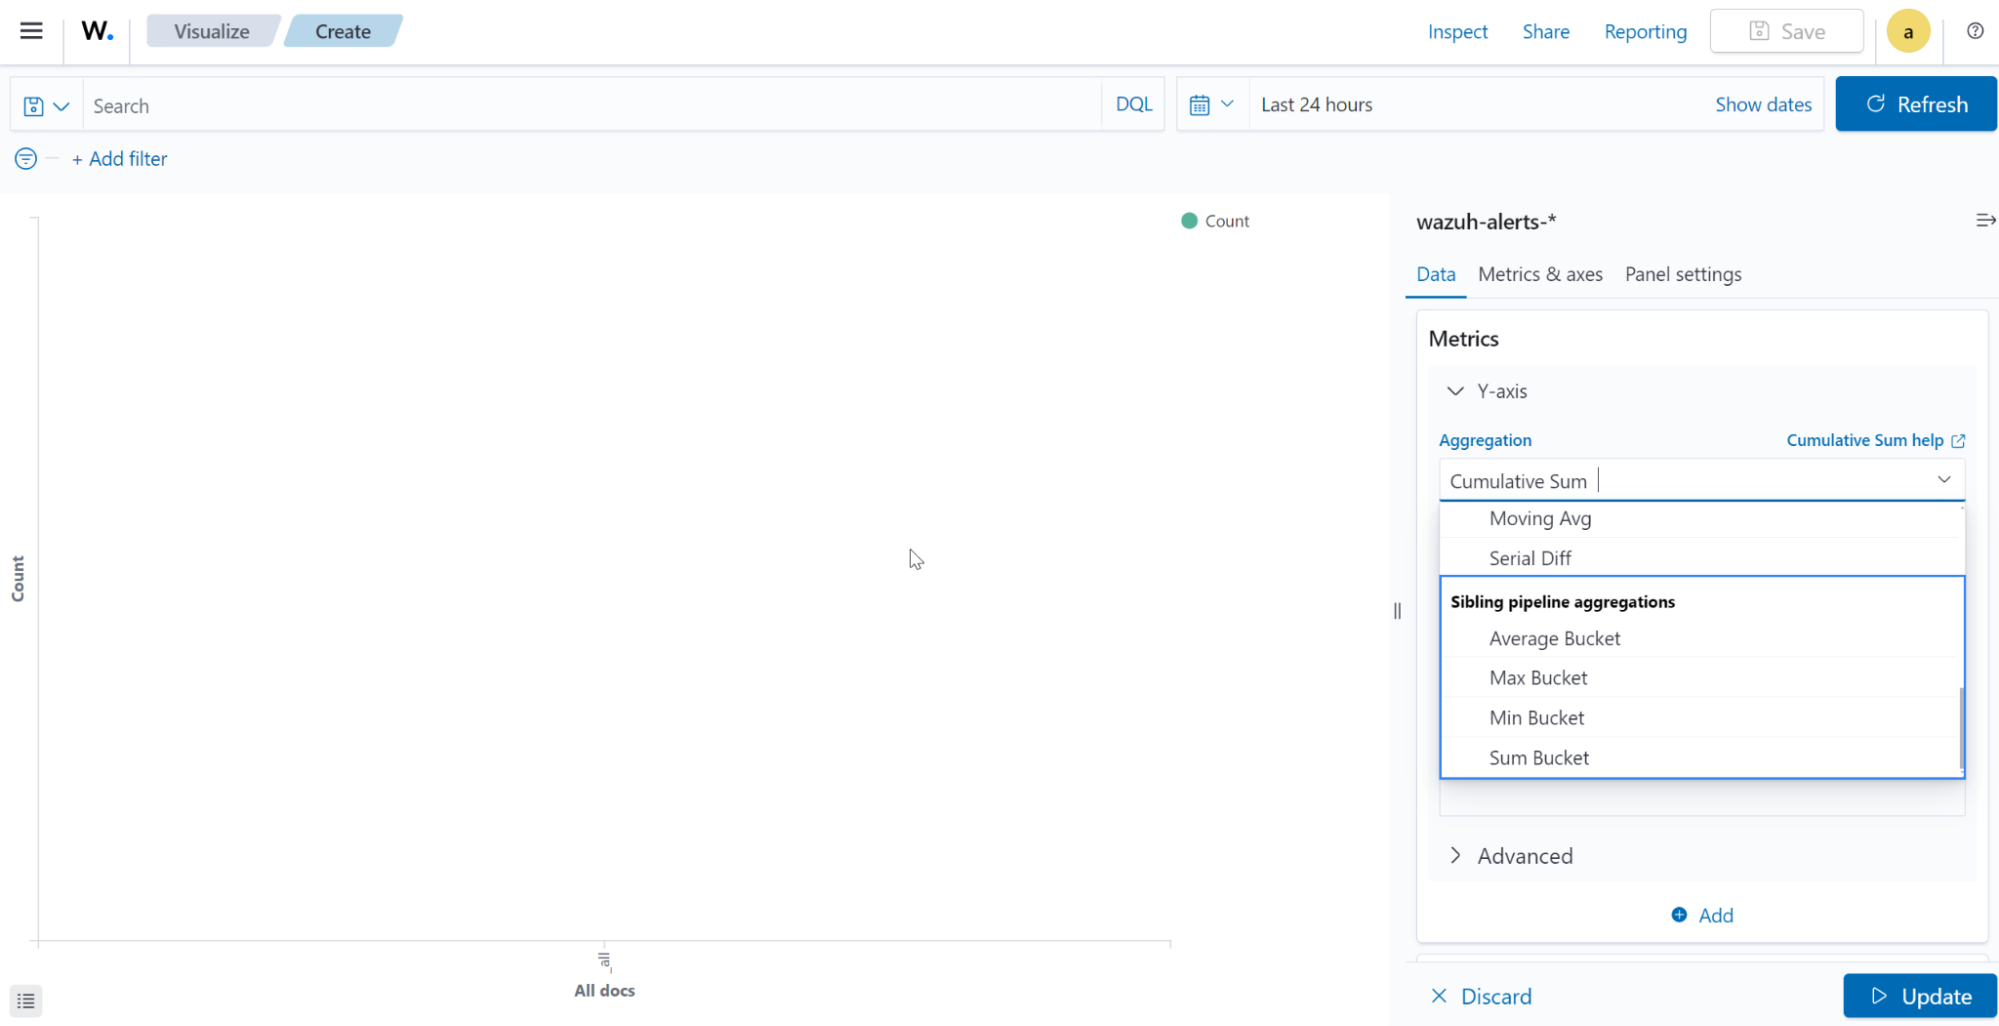 W.
Visualize
Create
Inspect
Share
Reporting
Save
a
Search
DQL
Last 24 hours
Show dates
Refresh
+ Add filter
Count
Count
_all
All docs
wazuh-alerts-*
Data
Metrics & axes
Panel settings
Metrics
Y-axis
Aggregation
Cumulative Sum help
Cumulative Sum
Moving Avg
Serial Diff
Sibling pipeline aggregations
Average Bucket
Max Bucket
Min Bucket
Sum Bucket
Advanced
Add
Discard
Update